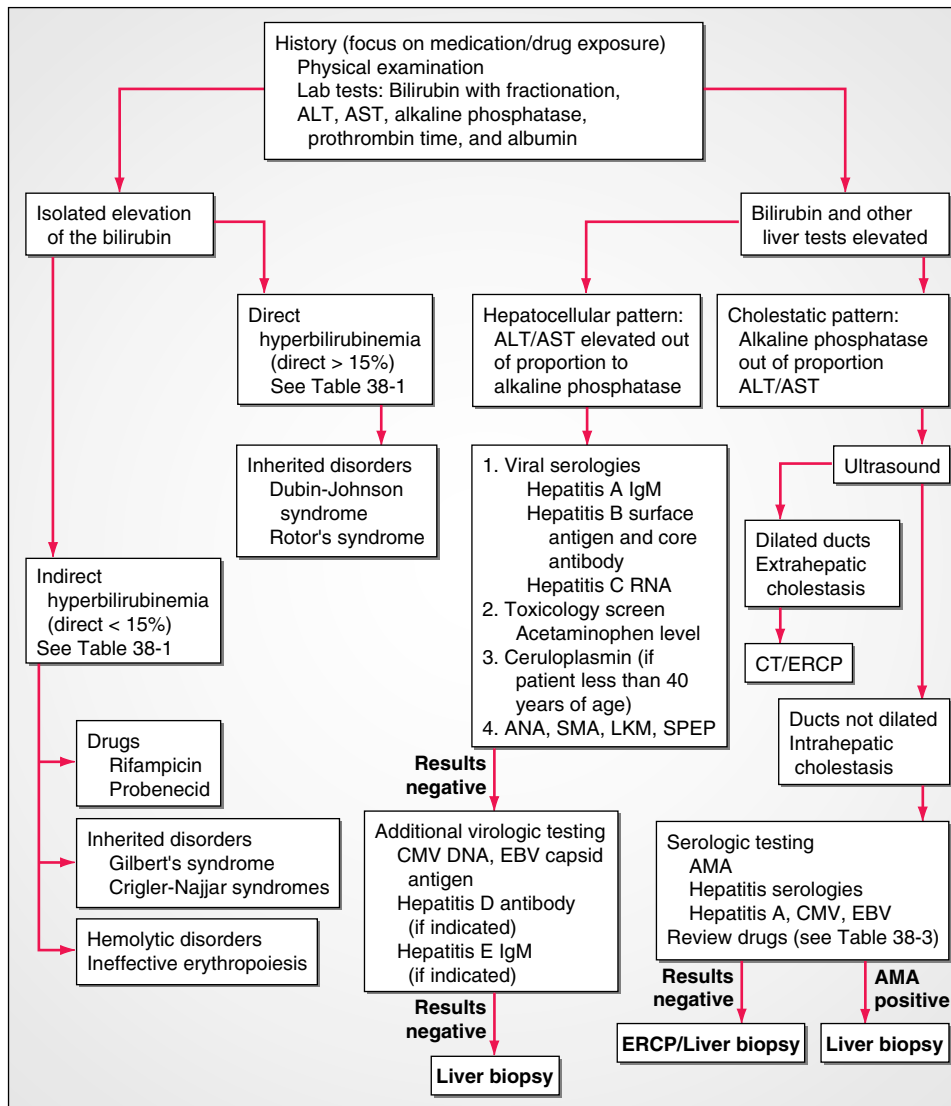 History (focus on medication/drug exposure)
Physical examination
Lab tests: Bilirubin with fractionation,
ALT, AST, alkaline phosphatase,
prothrombin time, and albumin
Isolated elevation
of the bilirubin
Bilirubin and other
liver tests elevated
Direct
hyperbilirubinemia
(direct > 15%)
See Table 38-1
Hepatocellular pattern:
ALT/AST elevated out
of proportion to
alkaline phosphatase
Cholestatic pattern:
Alkaline phosphatase
out of proportion
ALT/AST
Inherited disorders
Dubin-Johnson
syndrome
Rotor's syndrome
1. Viral serologies
Hepatitis A IgM
Hepatitis B surface
antigen and core
antibody
Hepatitis C RNA
2. Toxicology screen
Acetaminophen level
3. Ceruloplasmin (if
patient less than 40
years of age)
4. ANA, SMA, LKM, SPEP
Ultrasound
Dilated ducts
Extrahepatic
cholestasis
CT/ERCP
Indirect
hyperbilirubinemia
(direct < 15%)
See Table 38-1
Ducts not dilated
Intrahepatic
cholestasis
Drugs
Rifampicin
Probenecid
Results
negative
Inherited disorders
Gilbert's syndrome
Crigler-Najjar syndromes
Additional virologic testing
CMV DNA, EBV capsid
antigen
Hepatitis D antibody
(if indicated)
Hepatitis E IgM
(if indicated)
Serologic testing
AMA
Hepatitis serologies
Hepatitis A, CMV, EBV
Review drugs (see Table 38-3)
Hemolytic disorders
Ineffective erythropoiesis
Results
negative
Results
negative
AMA
positive
Liver biopsy
ERCP/Liver biopsy
Liver biopsy